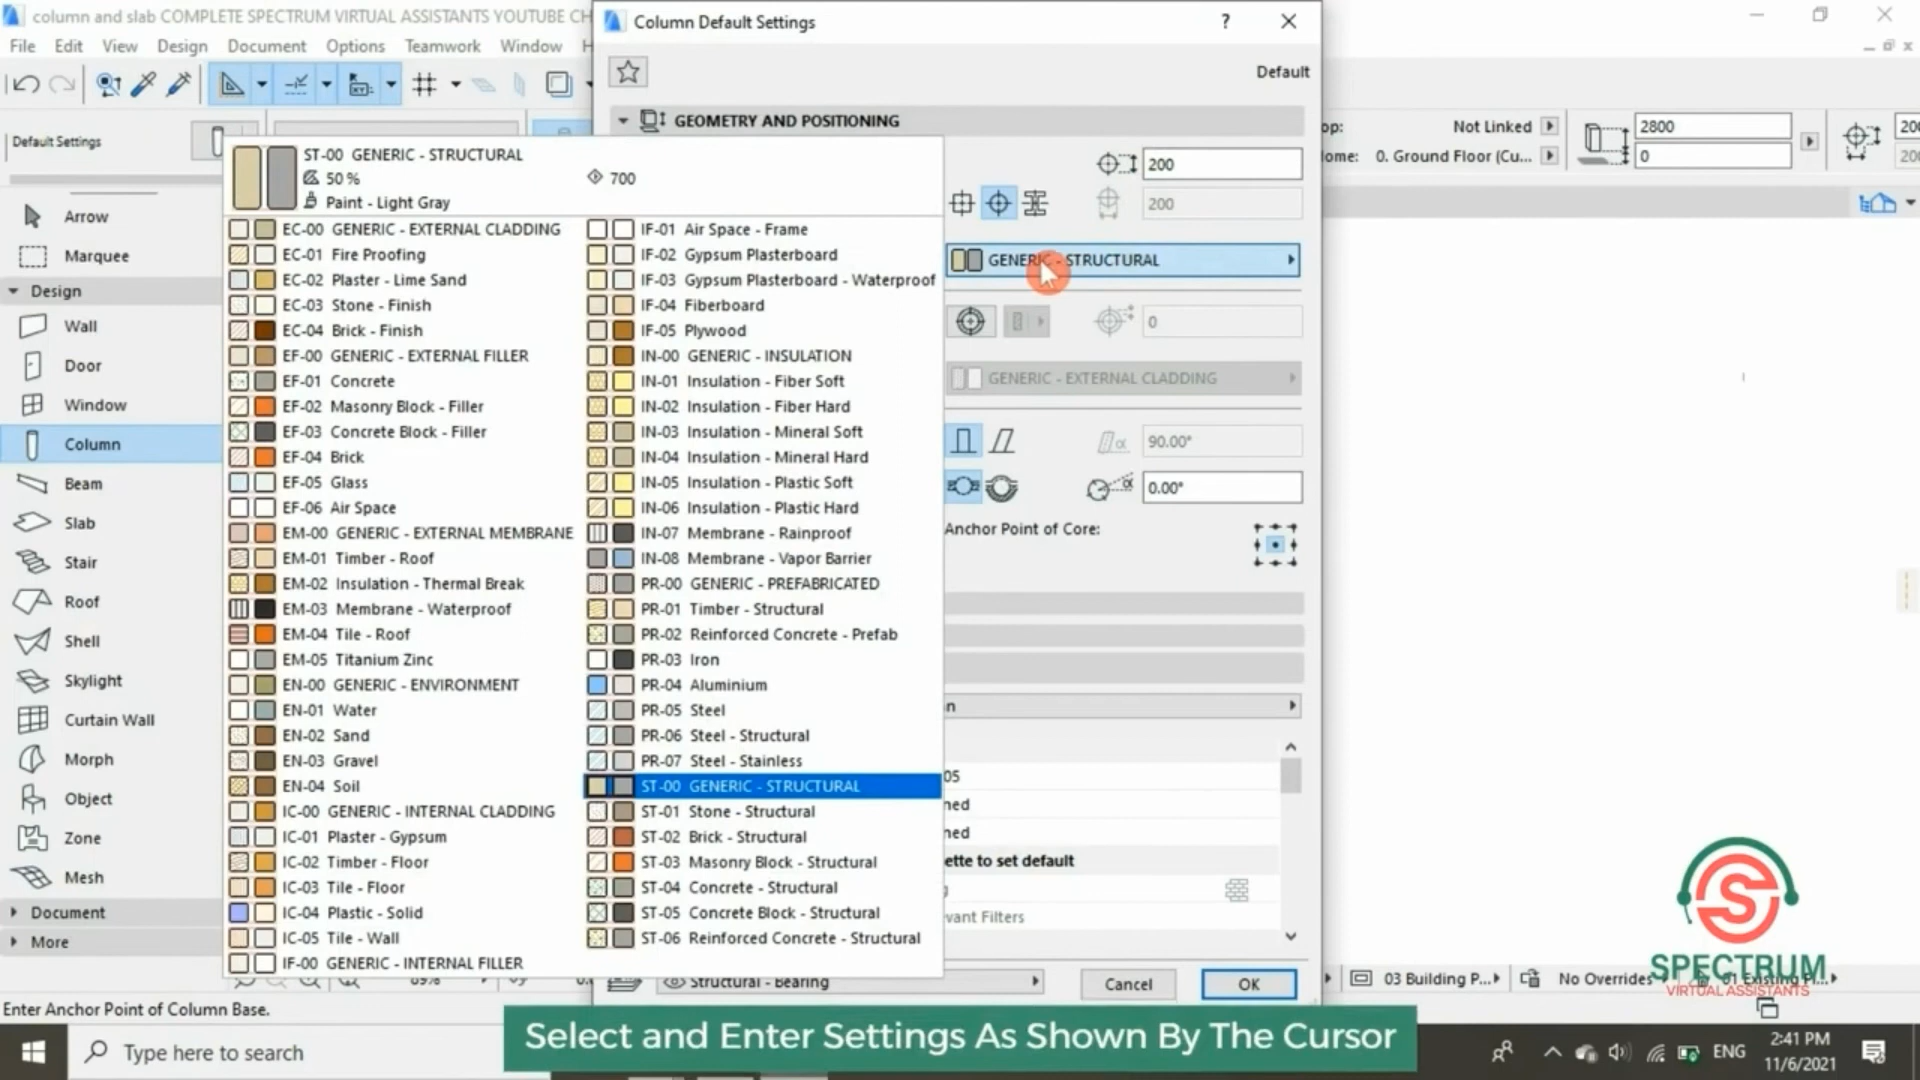 column and slab COMPLETE SPECTRUM VIRTUAL ASSISTANTS YOUTUBE CH
Column Default Settings
?
File Edit View Design Document Options Teamwork Window H
Default
GEOMETRY AND POSITIONING
Default Settings
op: Not Linked
2800
ome: 0. Ground Floor (Cu...
0
ST-00 GENERIC - STRUCTURAL
50 %
700
Paint - Light Gray
200
200
GENERIC - STRUCTURAL
0
GENERIC - EXTERNAL CLADDING
90.00°
0.00°
Anchor Point of Core:
Arrow
Marquee
Design
Wall
Door
Window
Column
Beam
Slab
Stair
Roof
Shell
Skylight
Curtain Wall
Morph
Object
Zone
Mesh
Document
More
EC-00 GENERIC - EXTERNAL CLADDING
EC-01 Fire Proofing
EC-02 Plaster - Lime Sand
EC-03 Stone - Finish
EC-04 Brick - Finish
EF-00 GENERIC - EXTERNAL FILLER
EF-01 Concrete
EF-02 Masonry Block - Filler
EF-03 Concrete Block - Filler
EF-04 Brick
EF-05 Glass
EF-06 Air Space
EM-00 GENERIC - EXTERNAL MEMBRANE
EM-01 Timber - Roof
EM-02 Insulation - Thermal Break
EM-03 Membrane - Waterproof
EM-04 Tile - Roof
EM-05 Titanium Zinc
EN-00 GENERIC - ENVIRONMENT
EN-01 Water
EN-02 Sand
EN-03 Gravel
EN-04 Soil
IC-00 GENERIC - INTERNAL CLADDING
IC-01 Plaster - Gypsum
IC-02 Timber - Floor
IC-03 Tile - Floor
IC-04 Plastic - Solid
IC-05 Tile - Wall
IF-00 GENERIC - INTERNAL FILLER
IF-01 Air Space - Frame
IF-02 Gypsum Plasterboard
IF-03 Gypsum Plasterboard - Waterproof
IF-04 Fiberboard
IF-05 Plywood
IN-00 GENERIC - INSULATION
IN-01 Insulation - Fiber Soft
IN-02 Insulation - Fiber Hard
IN-03 Insulation - Mineral Soft
IN-04 Insulation - Mineral Hard
IN-05 Insulation - Plastic Soft
IN-06 Insulation - Plastic Hard
IN-07 Membrane - Rainproof
IN-08 Membrane - Vapor Barrier
PR-00 GENERIC - PREFABRICATED
PR-01 Timber - Structural
PR-02 Reinforced Concrete - Prefab
PR-03 Iron
PR-04 Aluminium
PR-05 Steel
PR-06 Steel - Structural
PR-07 Steel - Stainless
ST-00 GENERIC - STRUCTURAL
ST-01 Stone - Structural
ST-02 Brick - Structural
ST-03 Masonry Block - Structural
ST-04 Concrete - Structural
ST-05 Concrete Block - Structural
ST-06 Reinforced Concrete - Structural
n
05
ned
ned
ette to set default
vant Filters
Structural - Bearing
Cancel
OK
03 Building P...
No Overrides
SPECTRUM
VIRTUAL ASSISTANTS
Enter Anchor Point of Column Base.
Select and Enter Settings As Shown By The Cursor
Type here to search
ENG
2:41 PM
11/6/2021